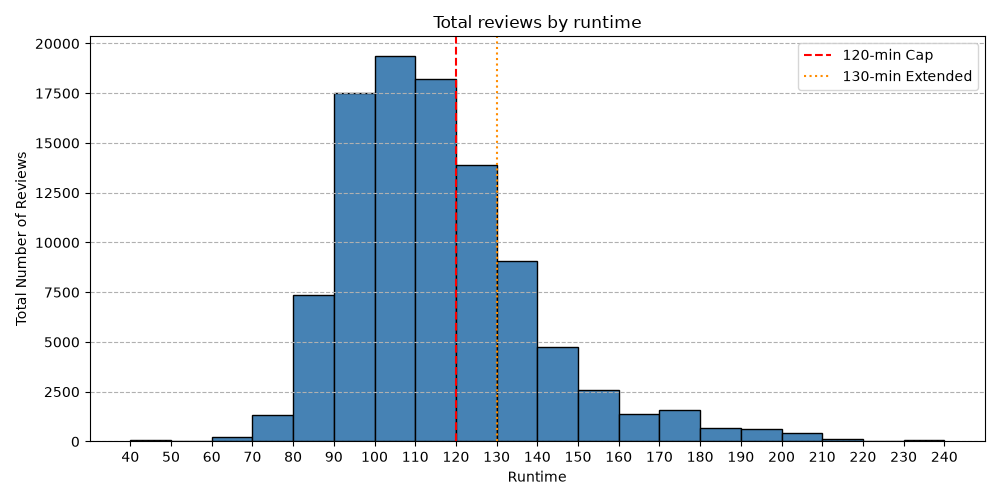 Total reviews by runtime
20000
17500
15000
12500
10000
7500
5000
2500
0
Total Number of Reviews
120-min Cap
130-min Extended
40 50 60 70 80 90 100 110 120 130 140 150 160 170 180 190 200 210 220 230 240
Runtime